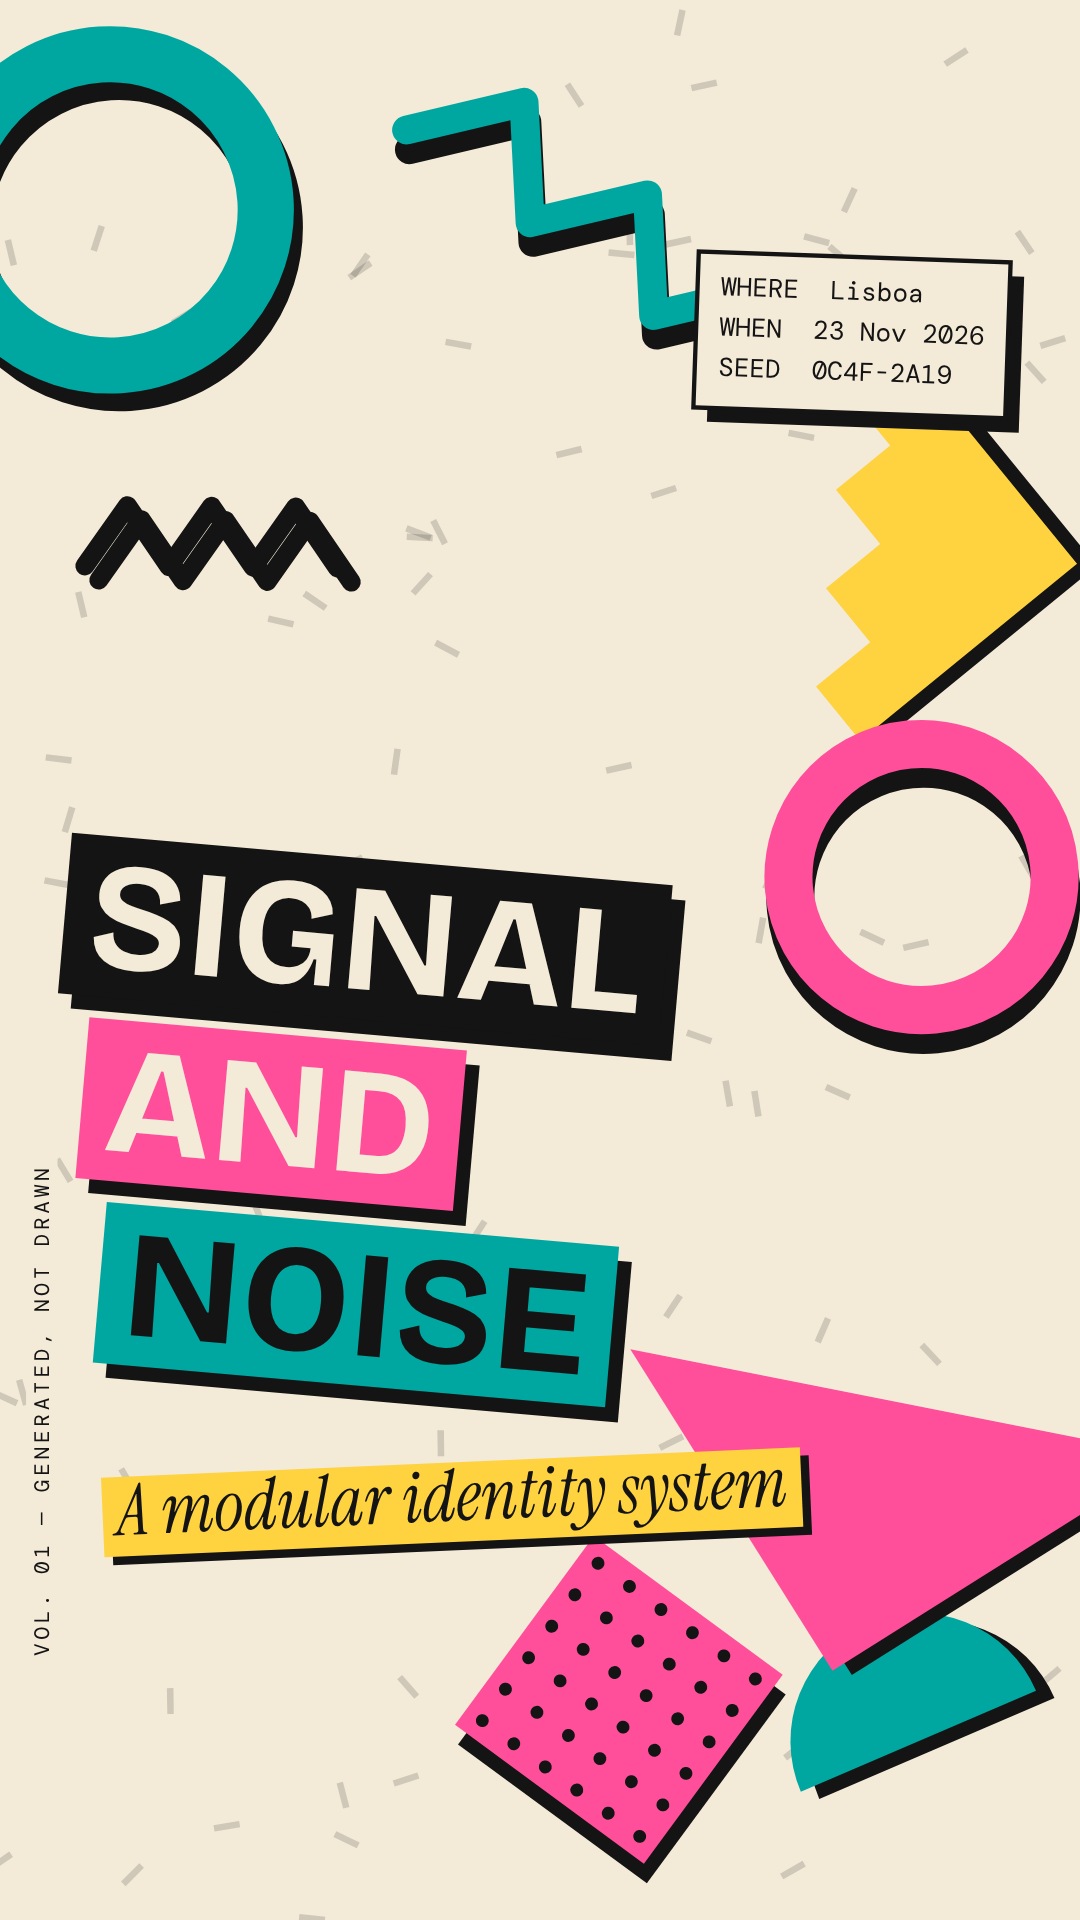 WHERE Lisboa
WHEN 23 Nov 2026
SEED 0C4F-2A19
SIGNAL
AND
NOISE
A modular identity system
VOL. 01 — GENERATED, NOT DRAWN